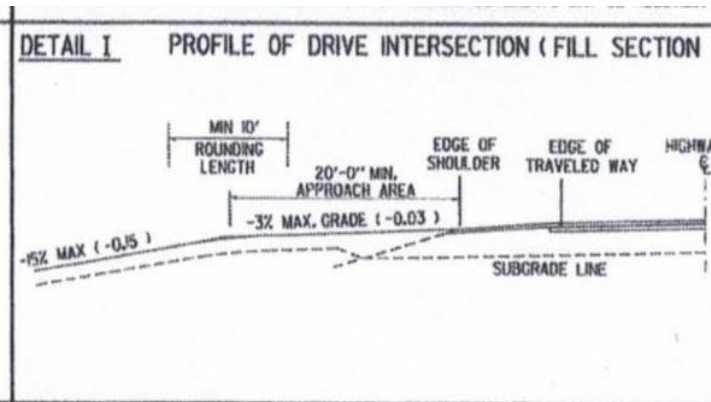 DETAIL I PROFILE OF DRIVE INTERSECTION (FILL SECTION
MIN 10'
ROUNDING
LENGTH
20'-0" MIN.
APPROACH AREA
EDGE OF
SHOULDER
EDGE OF
TRAVELED WAY
HIGHWA
℄
-3% MAX. GRADE (-0.03)
-15% MAX (-0.15)
SUBGRADE LINE